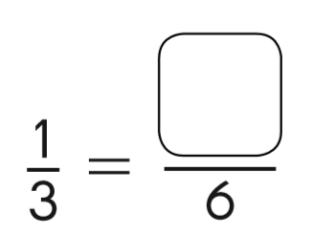 1/3 = □/6